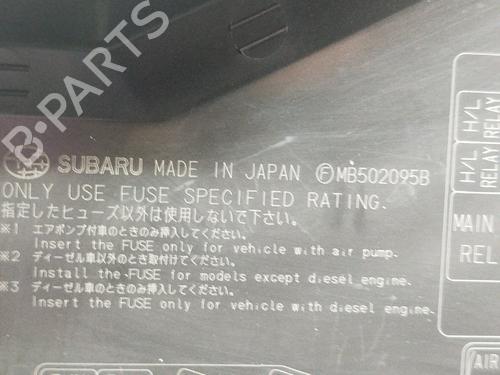 B-PARTS
SUBARU MADE IN JAPAN Ⓕ MB502095B
ONLY USE FUSE SPECIFIED RATING.
指定したヒューズ以外は使用しないで下さい。
※1 エアポンプ付車のときのみ挿入してください。
Insert the FUSE only for vehicle with air pump.
※2 ディーゼル車以外のとき取付けてください。
Install the FUSE for models except diesel engine.
※3 ディーゼル車のときのみ挿入してください。
Insert the FUSE only for vehicle with diesel engine.
H/L RELAY
H/L RELAY
MAIN
REL
AIR